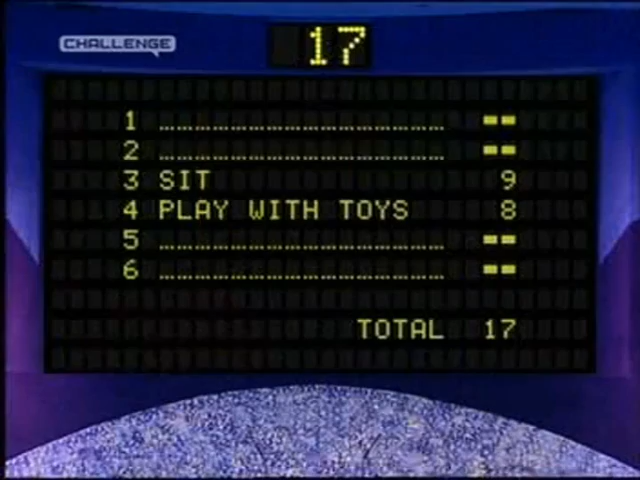 CHALLENGE
17
1 ........................ --
2 ........................ --
3 SIT 9
4 PLAY WITH TOYS 8
5 ........................ --
6 ........................ --
TOTAL 17